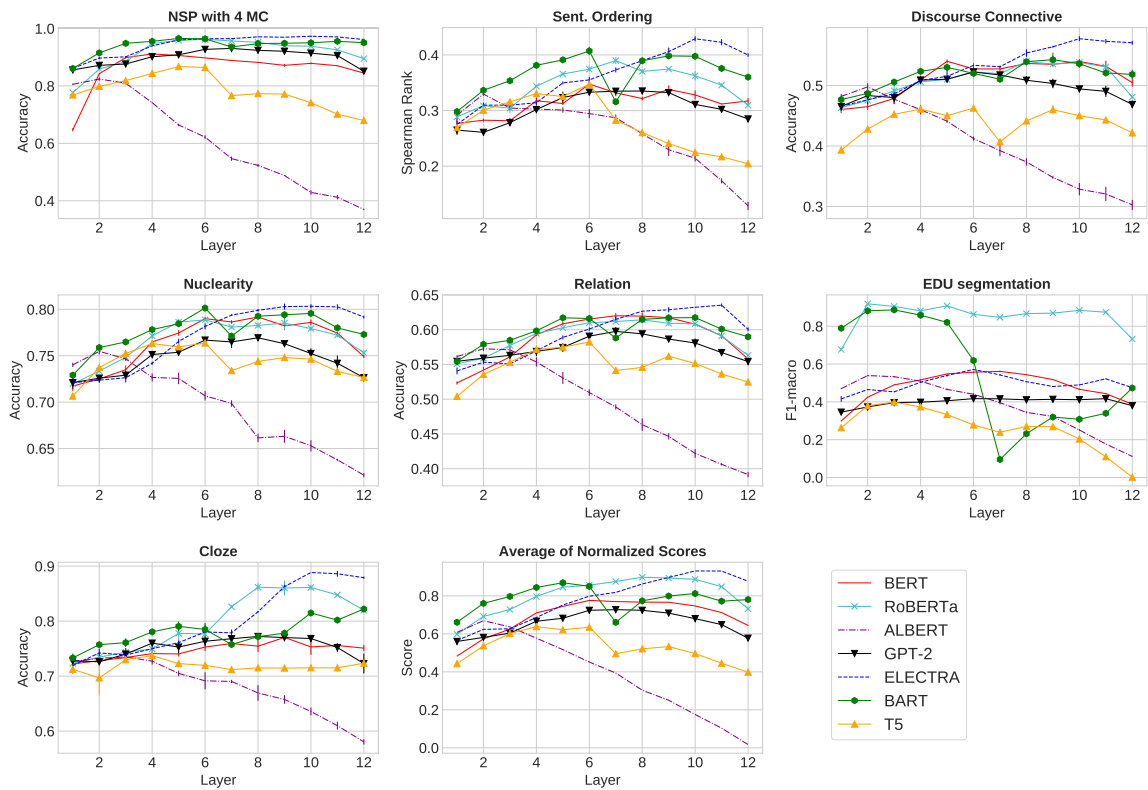 NSP with 4 MC
1.0
0.8
0.6
0.4
Accuracy
2 4 6 8 10 12
Layer
Sent. Ordering
0.4
0.3
0.2
Spearman Rank
2 4 6 8 10 12
Layer
Discourse Connective
0.5
0.4
0.3
Accuracy
2 4 6 8 10 12
Layer
Nuclearity
0.80
0.75
0.70
0.65
Accuracy
2 4 6 8 10 12
Layer
Relation
0.65
0.60
0.55
0.50
0.45
0.40
Accuracy
2 4 6 8 10 12
Layer
EDU segmentation
0.8
0.6
0.4
0.2
0.0
F1-macro
2 4 6 8 10 12
Layer
Cloze
0.9
0.8
0.7
0.6
Accuracy
2 4 6 8 10 12
Layer
Average of Normalized Scores
0.8
0.6
0.4
0.2
0.0
Score
2 4 6 8 10 12
Layer
BERT
RoBERTa
ALBERT
GPT-2
ELECTRA
BART
T5